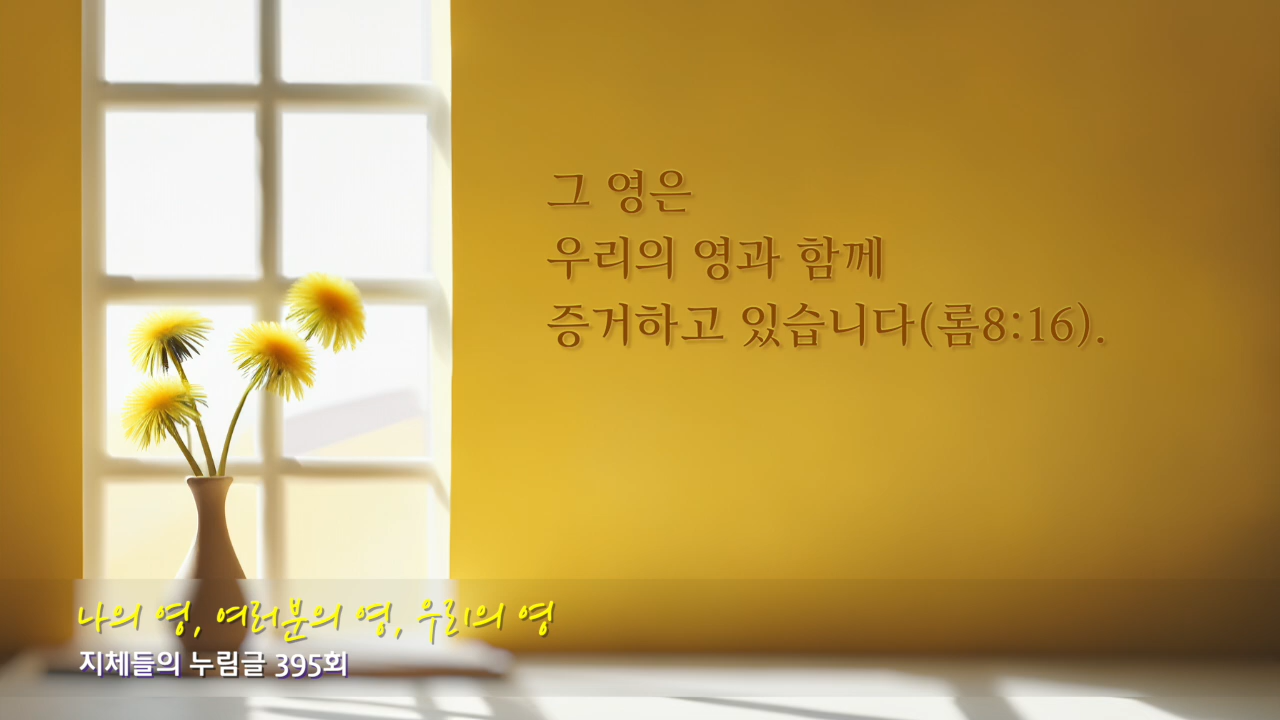 그 영은
우리의 영과 함께
증거하고 있습니다(롬8:16).
나의 영, 여러분의 영, 우리의 영
지체들의 누림글 395회